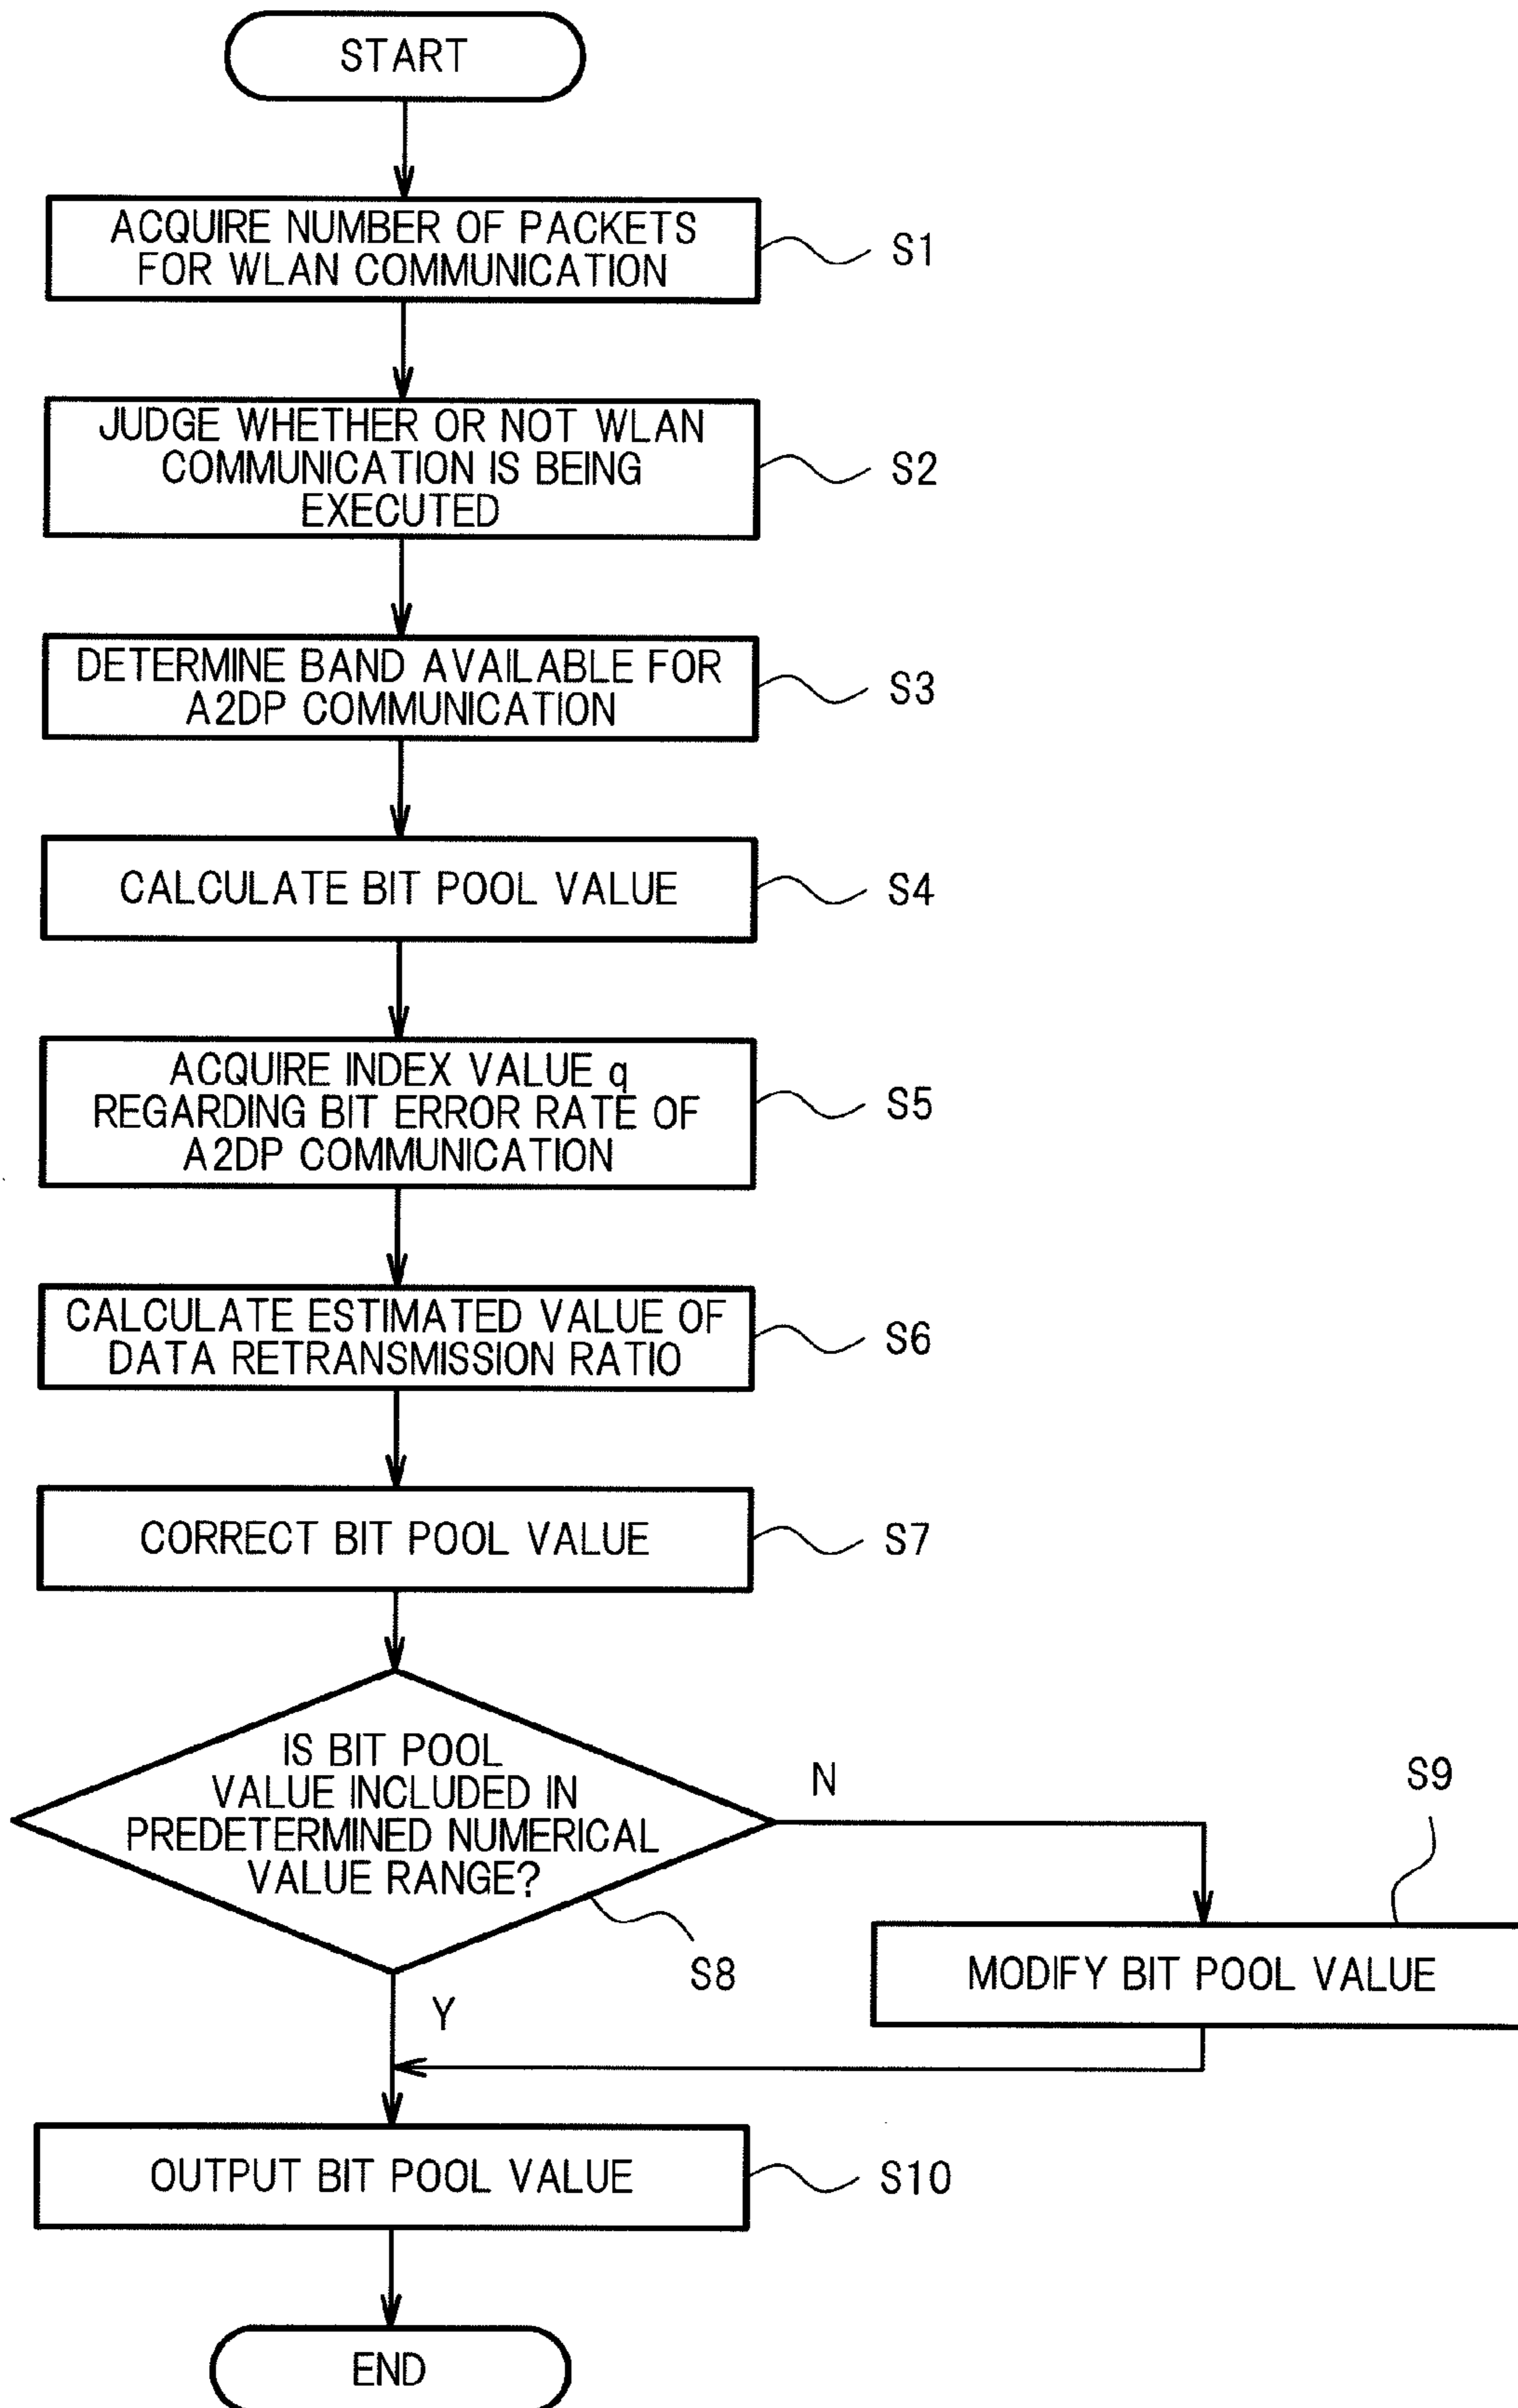 START
ACQUIRE NUMBER OF PACKETS
FOR WLAN COMMUNICATION
S1
JUDGE WHETHER OR NOT WLAN
COMMUNICATION IS BEING
EXECUTED
S2
DETERMINE BAND AVAILABLE FOR
A2DP COMMUNICATION
S3
CALCULATE BIT POOL VALUE
S4
ACQUIRE INDEX VALUE q
REGARDING BIT ERROR RATE OF
A2DP COMMUNICATION
S5
CALCULATE ESTIMATED VALUE OF
DATA RETRANSMISSION RATIO
S6
CORRECT BIT POOL VALUE
S7
IS BIT POOL
VALUE INCLUDED IN
PREDETERMINED NUMERICAL
VALUE RANGE?
S8
N
S9
MODIFY BIT POOL VALUE
Y
OUTPUT BIT POOL VALUE
S10
END